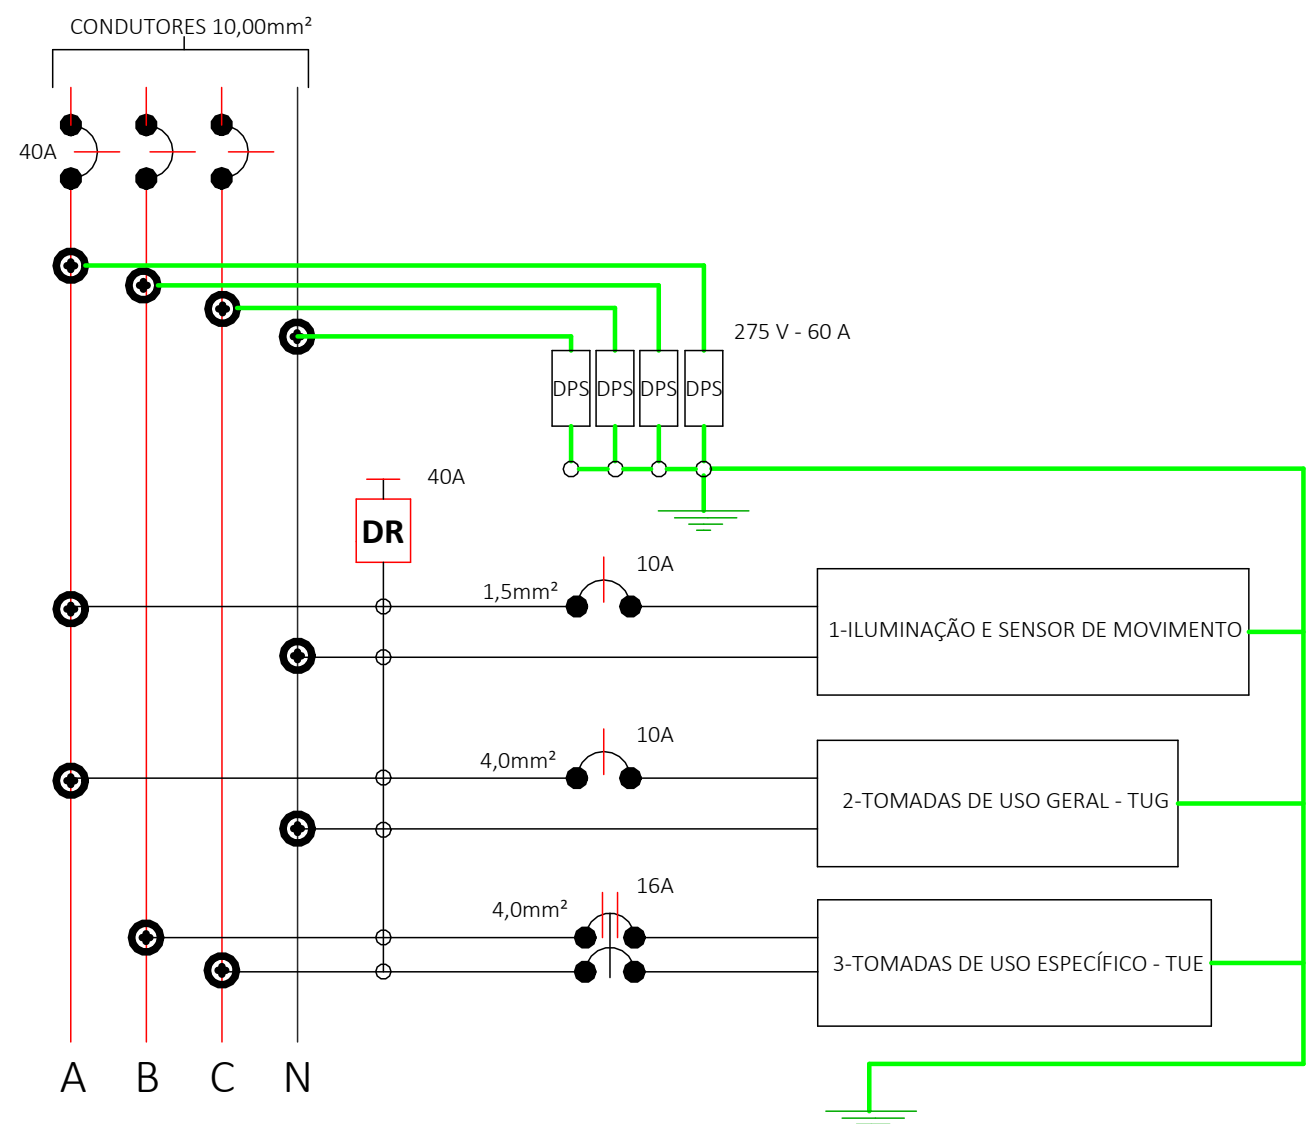 CONDUTORES 10,00mm²
40A
275 V - 60 A
DPS DPS DPS DPS
40A
DR
10A
1,5mm²
1-ILUMINAÇÃO E SENSOR DE MOVIMENTO
10A
4,0mm²
2-TOMADAS DE USO GERAL - TUG
16A
4,0mm²
3-TOMADAS DE USO ESPECÍFICO - TUE
A B C N